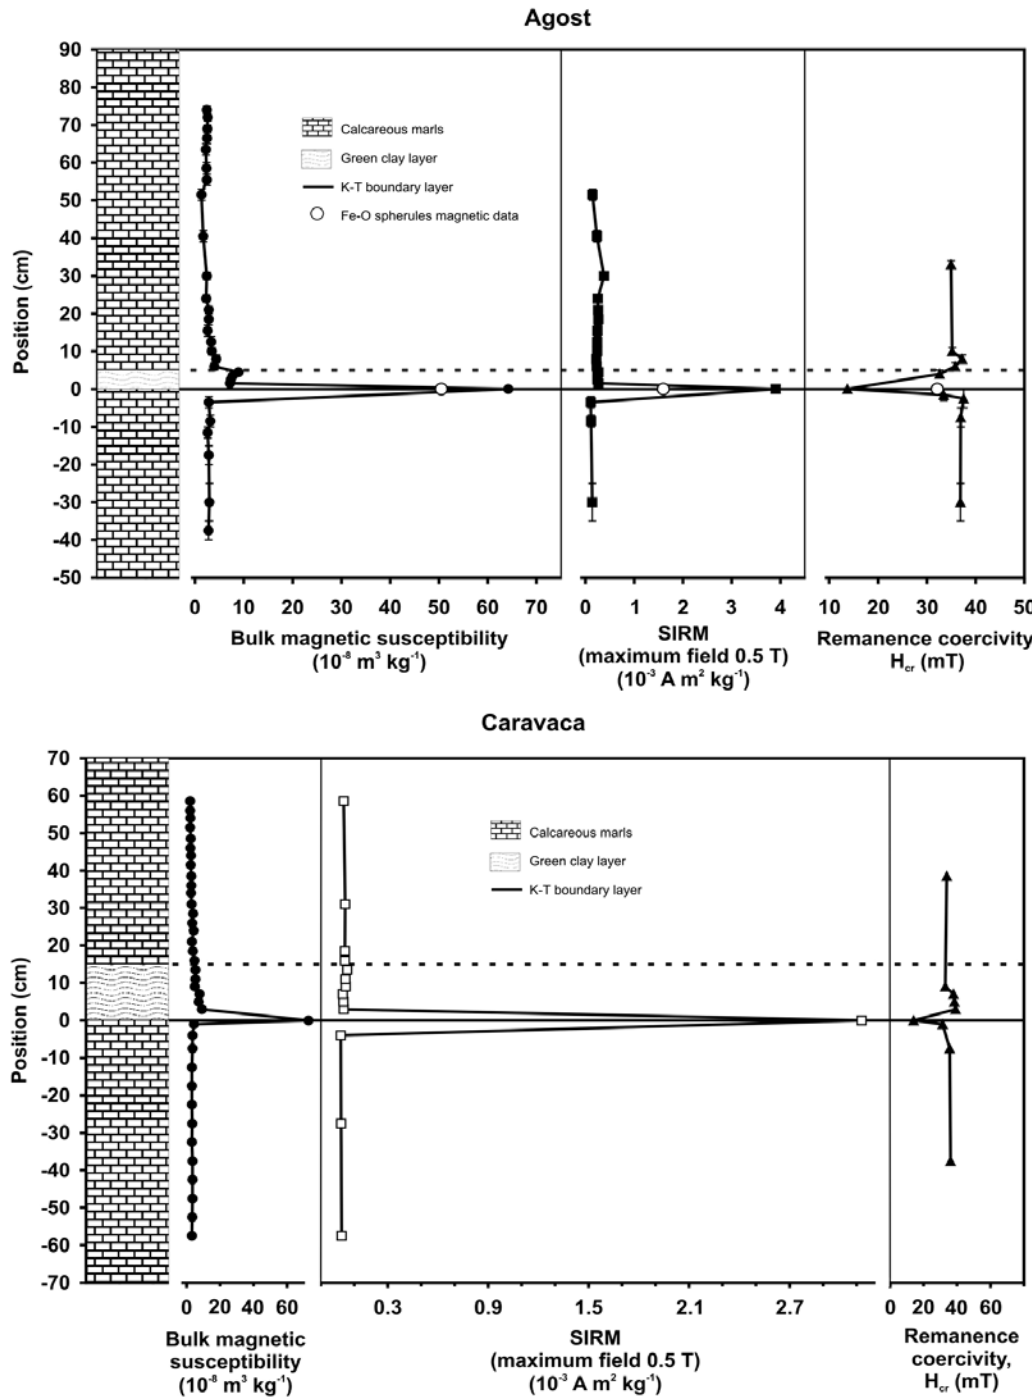 Agost
90
80
70
60
50
40
30
20
10
0
-10
-20
-30
-40
-50
Position (cm)
Calcareous marls
Green clay layer
K-T boundary layer
Fe-O spherules magnetic data
0 10 20 30 40 50 60 70
Bulk magnetic susceptibility
(10⁻⁸ m³ kg⁻¹)
0 1 2 3 4
SIRM
(maximum field 0.5 T)
(10⁻³ A m² kg⁻¹)
10 20 30 40 50
Remanence coercivity
Hcr (mT)
Caravaca
70
60
50
40
30
20
10
0
-10
-20
-30
-40
-50
-60
-70
Position (cm)
Calcareous marls
Green clay layer
K-T boundary layer
0 20 40 60
Bulk magnetic
susceptibility
(10⁻⁸ m³ kg⁻¹)
0.3 0.9 1.5 2.1 2.7
SIRM
(maximum field 0.5 T)
(10⁻³ A m² kg⁻¹)
0 20 40 60
Remanence
coercivity,
Hcr (mT)